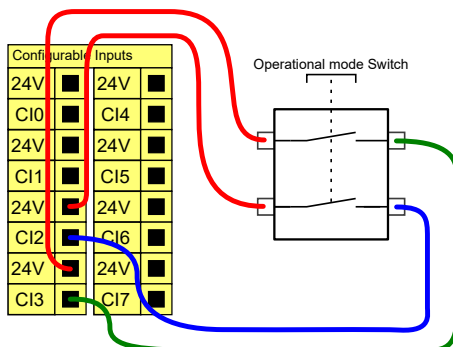 Configurable Inputs
Operational mode Switch
24V 24V
CI0 CI4
24V 24V
CI1 CI5
24V 24V
CI2 CI6
24V 24V
CI3 CI7